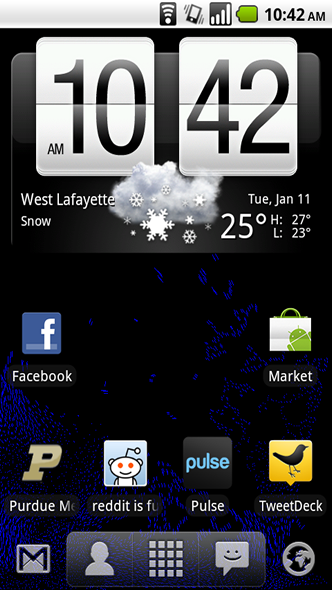 10:42 AM
AM 10 42
West Lafayette
Tue, Jan 11
Snow
25° H: 27°
L: 23°
Facebook
Market
pulse
Purdue Me
reddit is fu
Pulse
TweetDeck